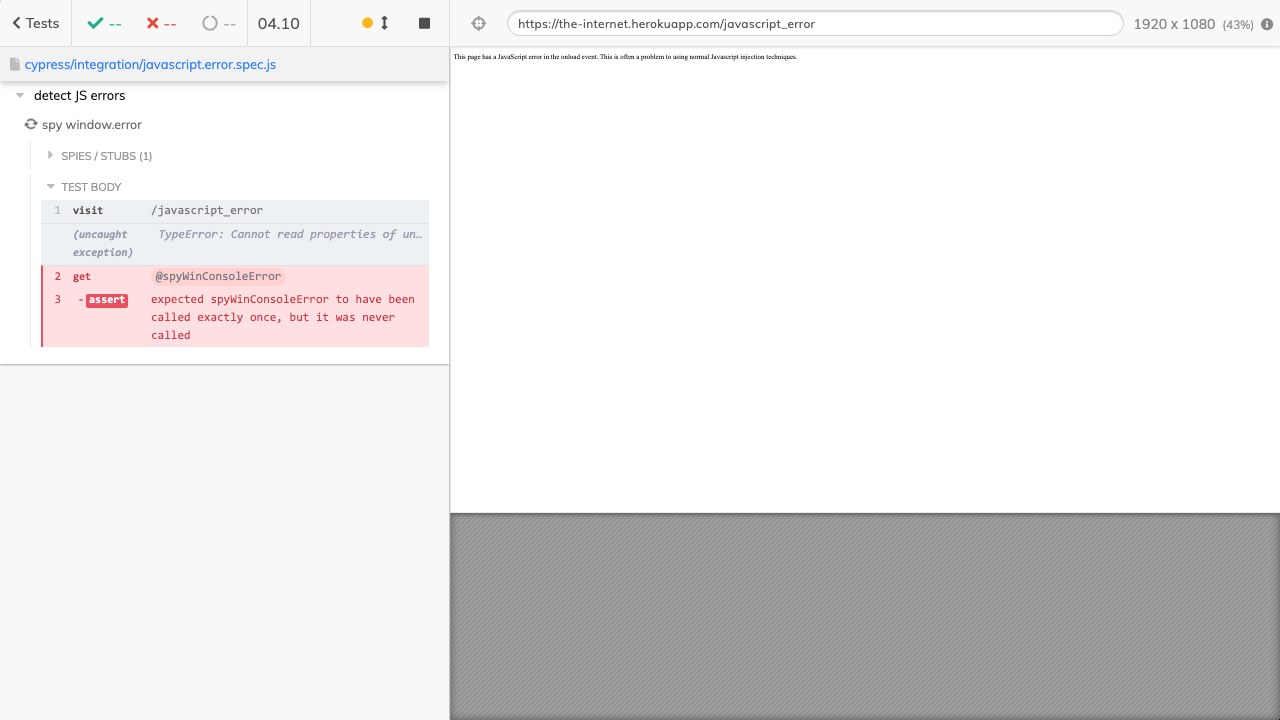 Tests -- -- -- 04.10
https://the-internet.herokuapp.com/javascript_error 1920 x 1080 (43%)
cypress/integration/javascript.error.spec.js
This page has a JavaScript error in the onload event. This is often a problem to using normal Javascript injection techniques.
detect JS errors
spy window.error
SPIES / STUBS (1)
TEST BODY
1 visit /javascript_error
(uncaught TypeError: Cannot read properties of un…
exception)
2 get @spyWinConsoleError
3 -assert expected spyWinConsoleError to have been
called exactly once, but it was never
called